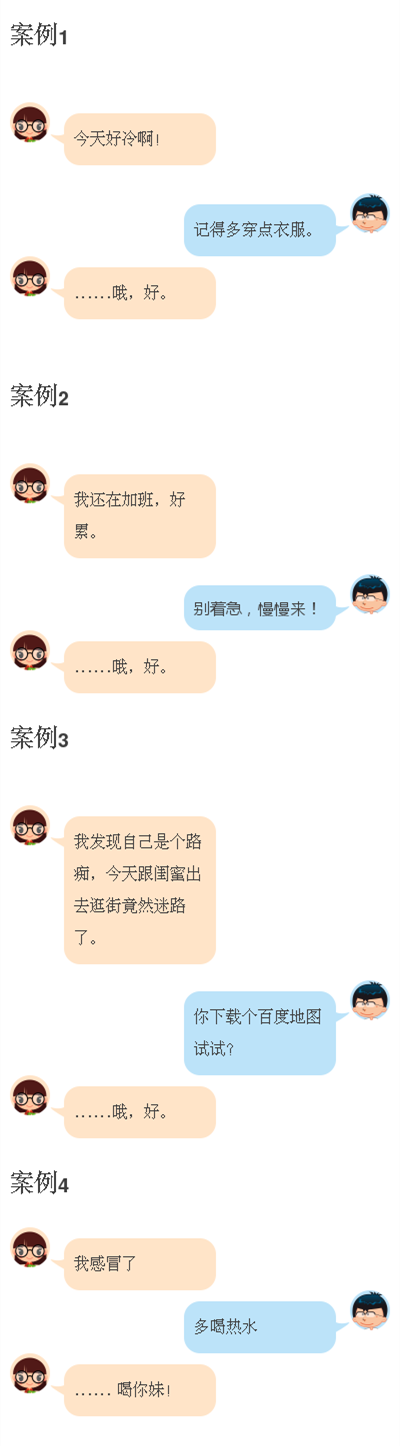 案例1
今天好冷啊!
记得多穿点衣服。
......哦，好。
案例2
我还在加班，好
累。
别着急，慢慢来！
......哦，好。
案例3
我发现自己是个路
痴，今天跟闺蜜出
去逛街竟然迷路
了。
你下载个百度地图
试试?
......哦，好。
案例4
我感冒了
多喝热水
...... 喝你妹!